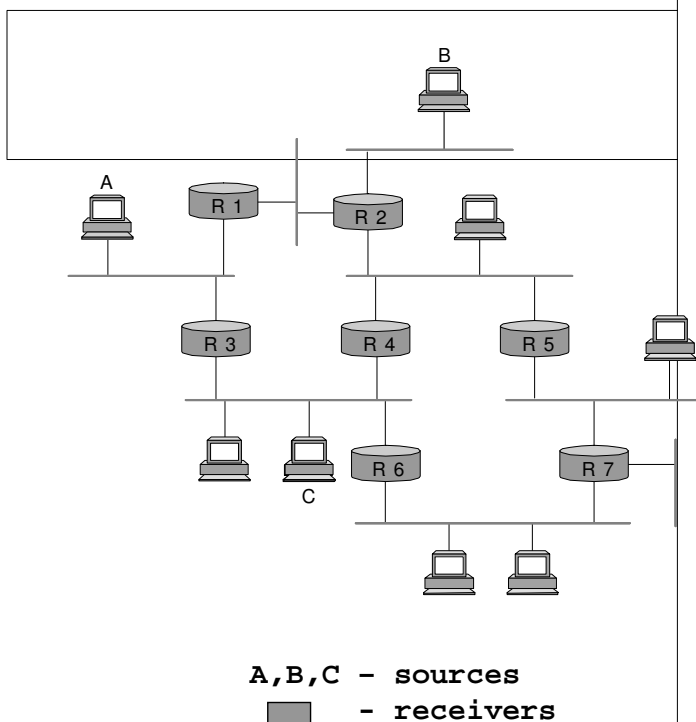 B
A
R 1
R 2
R 3
R 4
R 5
R 6
R 7
C
A,B,C – sources
- receivers